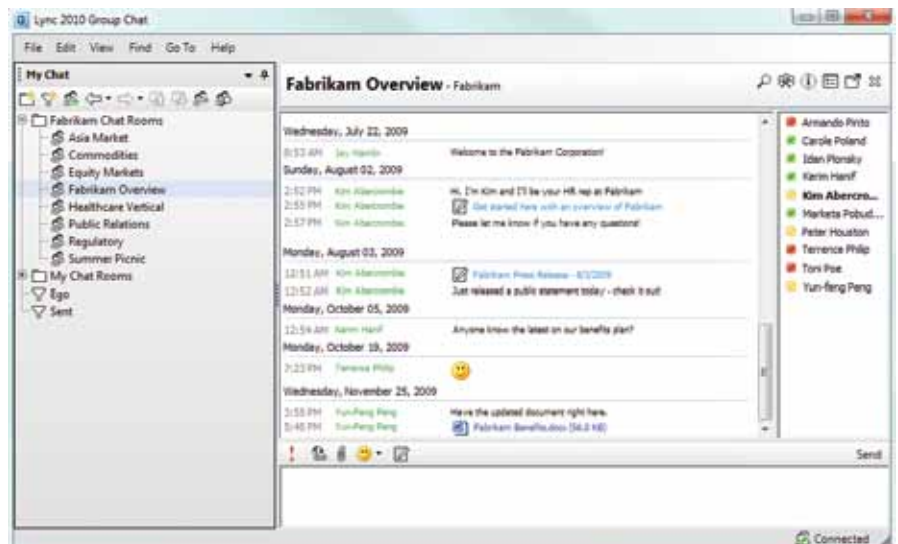 Lync 2010 Group Chat
File Edit View Find Go To Help
My Chat
Fabrikam Chat Rooms
Asia Market
Commodities
Equity Markets
Fabrikam Overview
Healthcare Vertical
Public Relations
Regulatory
Summer Picnic
My Chat Rooms
Ego
Sent
Fabrikam Overview - Fabrikam
Wednesday, July 22, 2009
8:52 AM Jay Hamlin Welcome to the Fabrikam Corporation!
Sunday, August 02, 2009
2:52 PM Kim Abercrombie Hi, I'm Kim and I'll be your HR rep at Fabrikam
2:55 PM Kim Abercrombie Get started here with an overview of Fabrikam
2:57 PM Kim Abercrombie Please let me know if you have any questions!
Monday, August 03, 2009
12:51 AM Kim Abercrombie Fabrikam Press Release - 8/3/2009
12:52 AM Kim Abercrombie Just released a public statement today - check it out!
Monday, October 05, 2009
12:54 AM Karim Hanif Anyone know the latest on our benefits plan?
Monday, October 19, 2009
7:23 PM Terrence Philip
Wednesday, November 25, 2009
Yun-Feng Peng Have the updated document right here.
5:45 PM Yun-Feng Peng Fabrikam Benefits.docx
Armando Pinto
Carole Poland
Idan Plonsky
Kerim Hanif
Kim Abercro...
Marketa Pobud...
Peter Houston
Terrence Philip
Toni Poe
Yun-feng Peng
Send
Connected